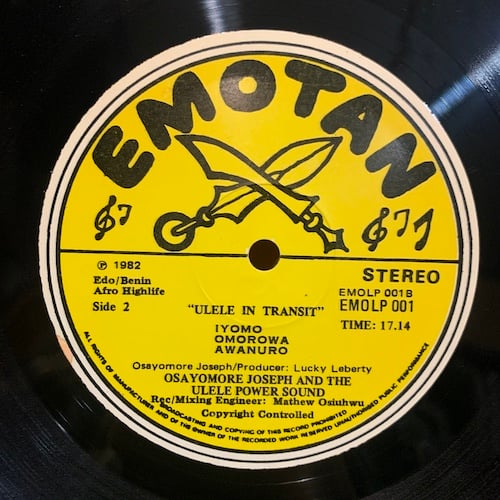 EMOTAN
STEREO
℗ 1982
EMOLP 001B
Edo/Benin
Afro Highlife
EMOLP 001
Side 2
"ULELE IN TRANSIT"
TIME: 17.14
IYOMO
OMOROWA
AWANURO
Osayomore Joseph/Producer: Lucky Leberty
OSAYOMORE JOSEPH AND THE
ULELE POWER SOUND
Rec/Mixing Engineer: Mathew Osiuhwu
Copyright Controlled
ALL RIGHTS OF MANUFACTURER AND OF THE OWNER OF THE RECORDED WORK RESERVED UNAUTHORISED PUBLIC PERFORMANCE
BROADCASTING AND COPYING OF THIS RECORD PROHIBITED